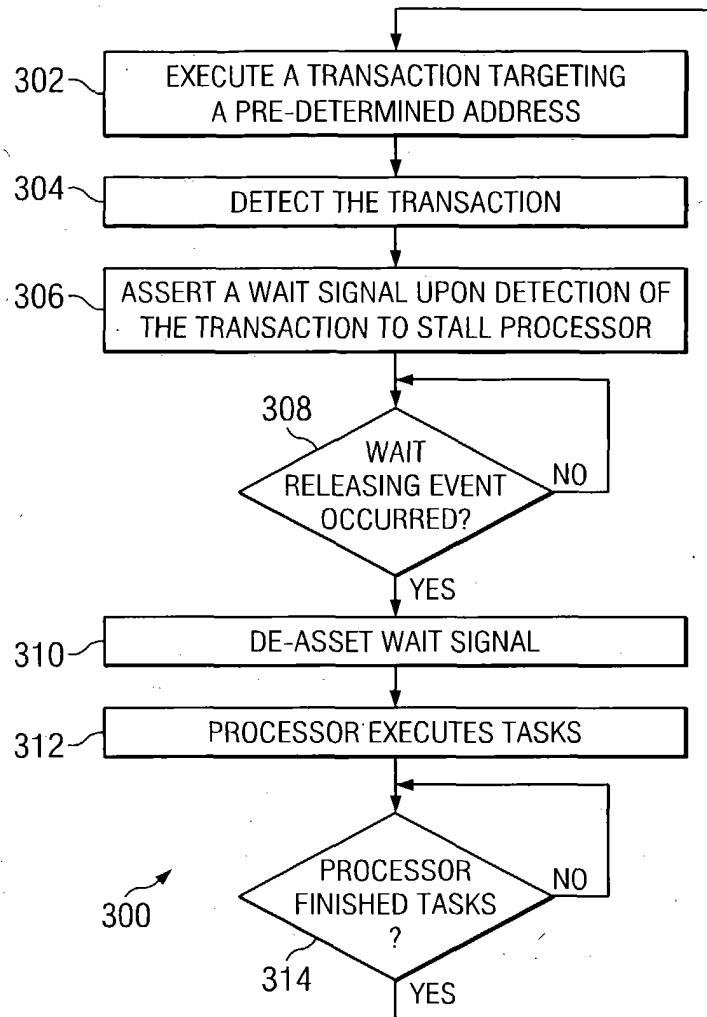 302
EXECUTE A TRANSACTION TARGETING
A PRE-DETERMINED ADDRESS
304
DETECT THE TRANSACTION
306
ASSERT A WAIT SIGNAL UPON DETECTION OF
THE TRANSACTION TO STALL PROCESSOR
308
WAIT
RELEASING EVENT
OCCURRED?
NO
YES
310
DE-ASSET WAIT SIGNAL
312
PROCESSOR EXECUTES TASKS
300
PROCESSOR
FINISHED TASKS
?
NO
314
YES